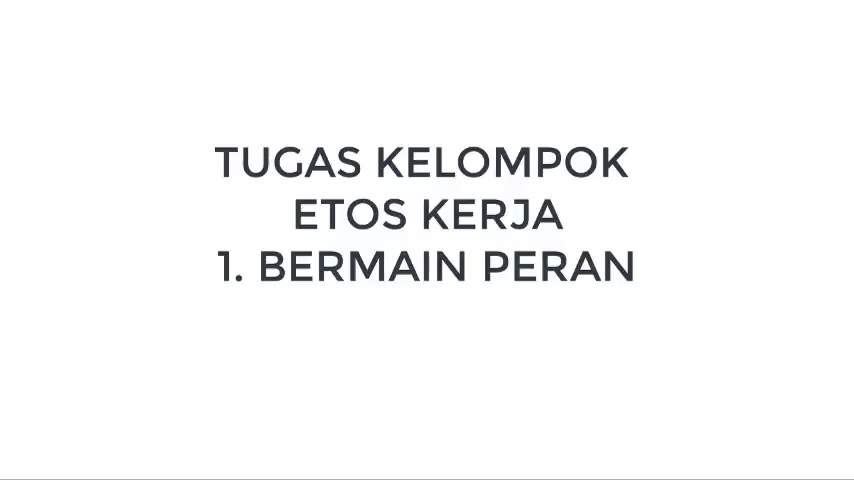 TUGAS KELOMPOK
ETOS KERJA
1. BERMAIN PERAN